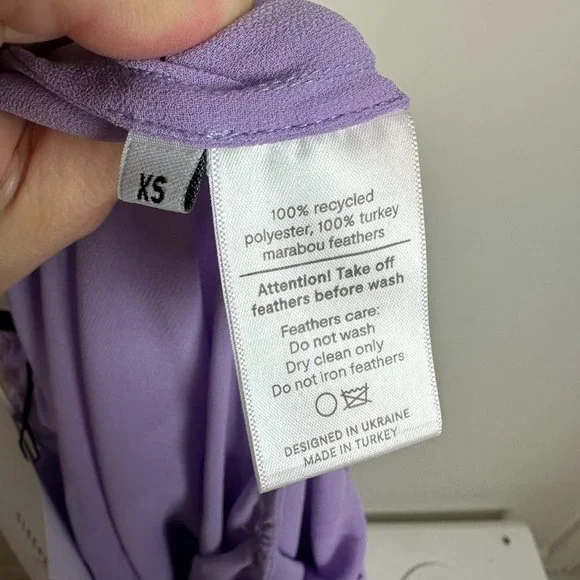 XS
100% recycled
polyester, 100% turkey
marabou feathers
Attention! Take off
feathers before wash
Feathers care:
Do not wash
Dry clean only
Do not iron feathers
DESIGNED IN UKRAINE
MADE IN TURKEY